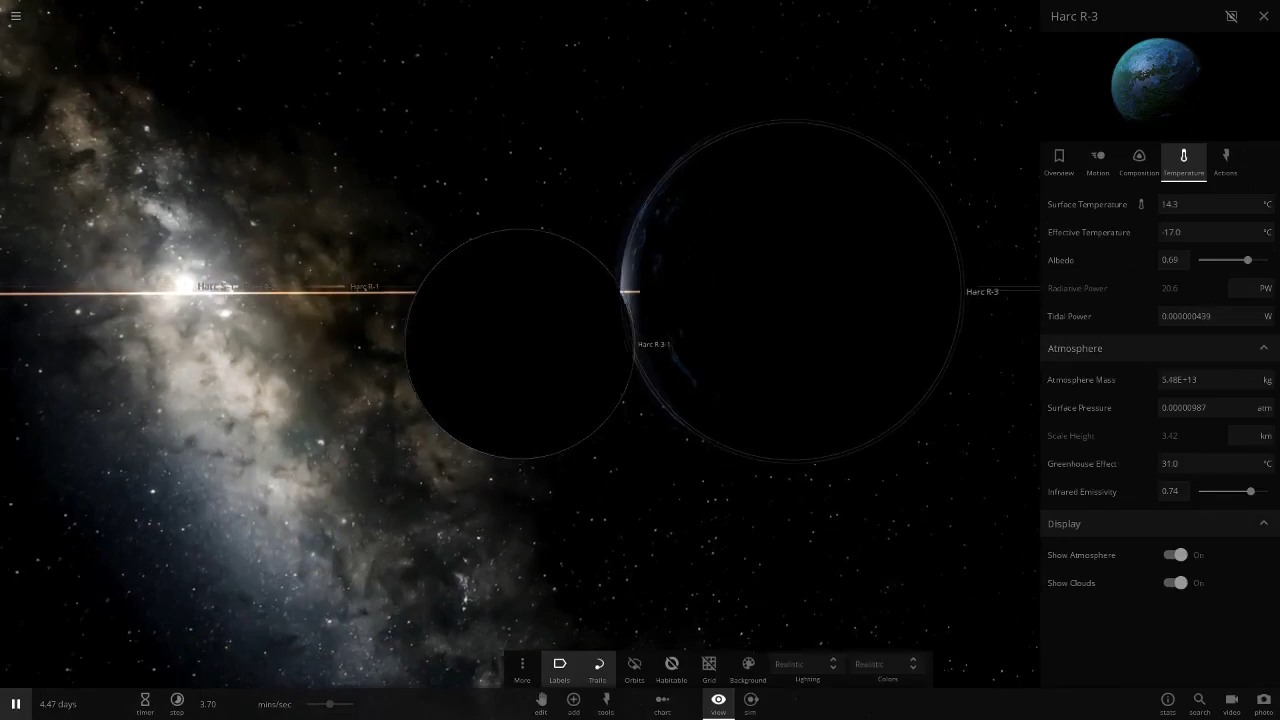 Harc R-3
Overview Motion Composition Temperature Actions
Surface Temperature 14.3 °C
Effective Temperature -17.0 °C
Albedo 0.69
Radiative Power 20.6 PW
Tidal Power 0.000000439 W
Atmosphere
Atmosphere Mass 5.48E+13 kg
Surface Pressure 0.00000987 atm
Scale Height 3.42 km
Greenhouse Effect 31.0 °C
Infrared Emissivity 0.74
Display
Show Atmosphere On
Show Clouds On
Harc R-1
Harc R-3
Harc R-3-1
More Labels Trails Orbits Habitable Grid Background Realistic Lighting Realistic Colors
4.47 days timer step 3.70 mins/sec edit add tools chart view sim stats search video photo